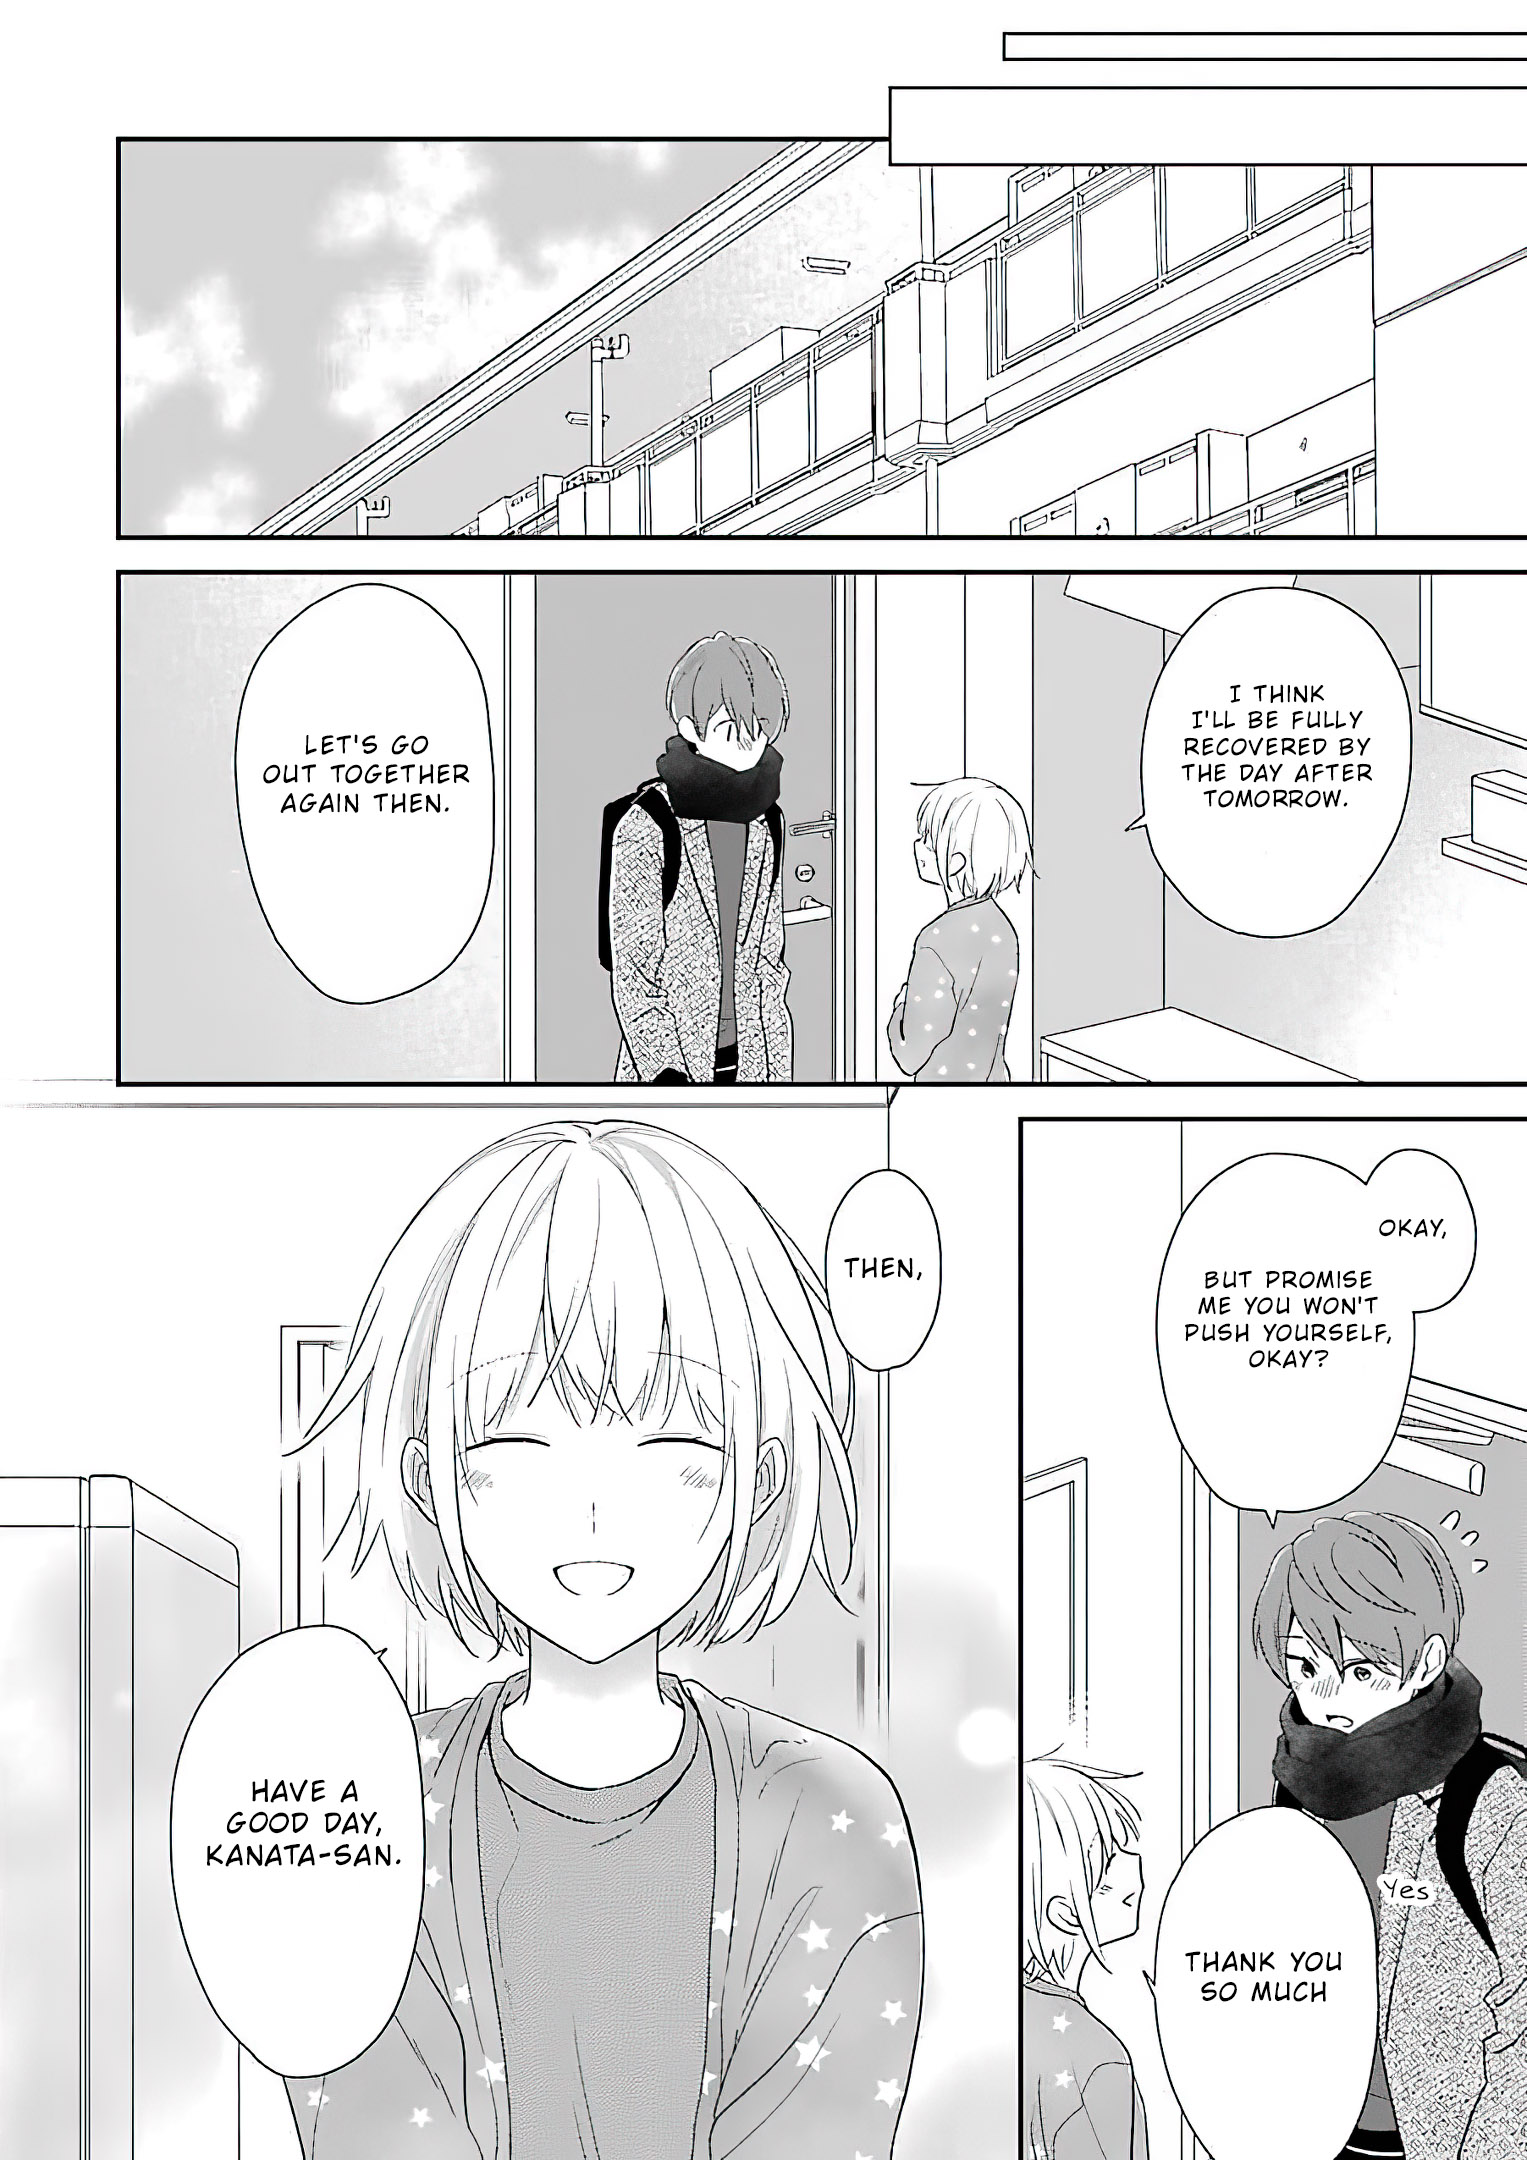 I THINK
I'LL BE FULLY
RECOVERED BY
THE DAY AFTER
TOMORROW.
LET'S GO
OUT TOGETHER
AGAIN THEN.
OKAY,
BUT PROMISE
ME YOU WON'T
PUSH YOURSELF,
OKAY?
Yes
THANK YOU
SO MUCH
THEN,
HAVE A
GOOD DAY,
KANATA-SAN.